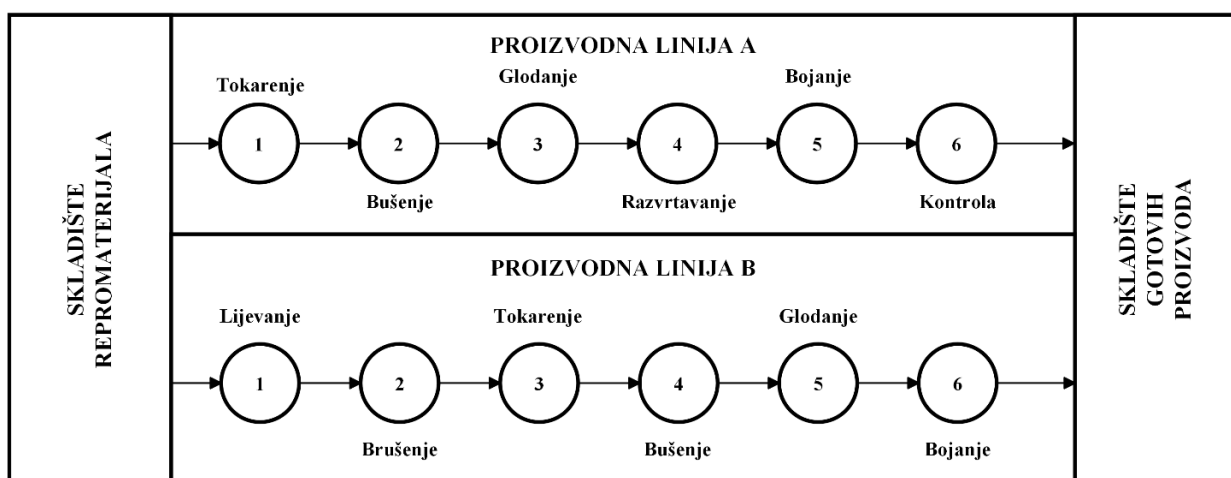 SKLADIŠTE
REPROMATERIJALA
PROIZVODNA LINIJA A
Tokarenje
Glodanje
Bojanje
1
2
3
4
5
6
Bušenje
Razvrtavanje
Kontrola
PROIZVODNA LINIJA B
Lijevanje
Tokarenje
Glodanje
1
2
3
4
5
6
Brušenje
Bušenje
Bojanje
SKLADIŠTE
GOTOVIH
PROIZVODA